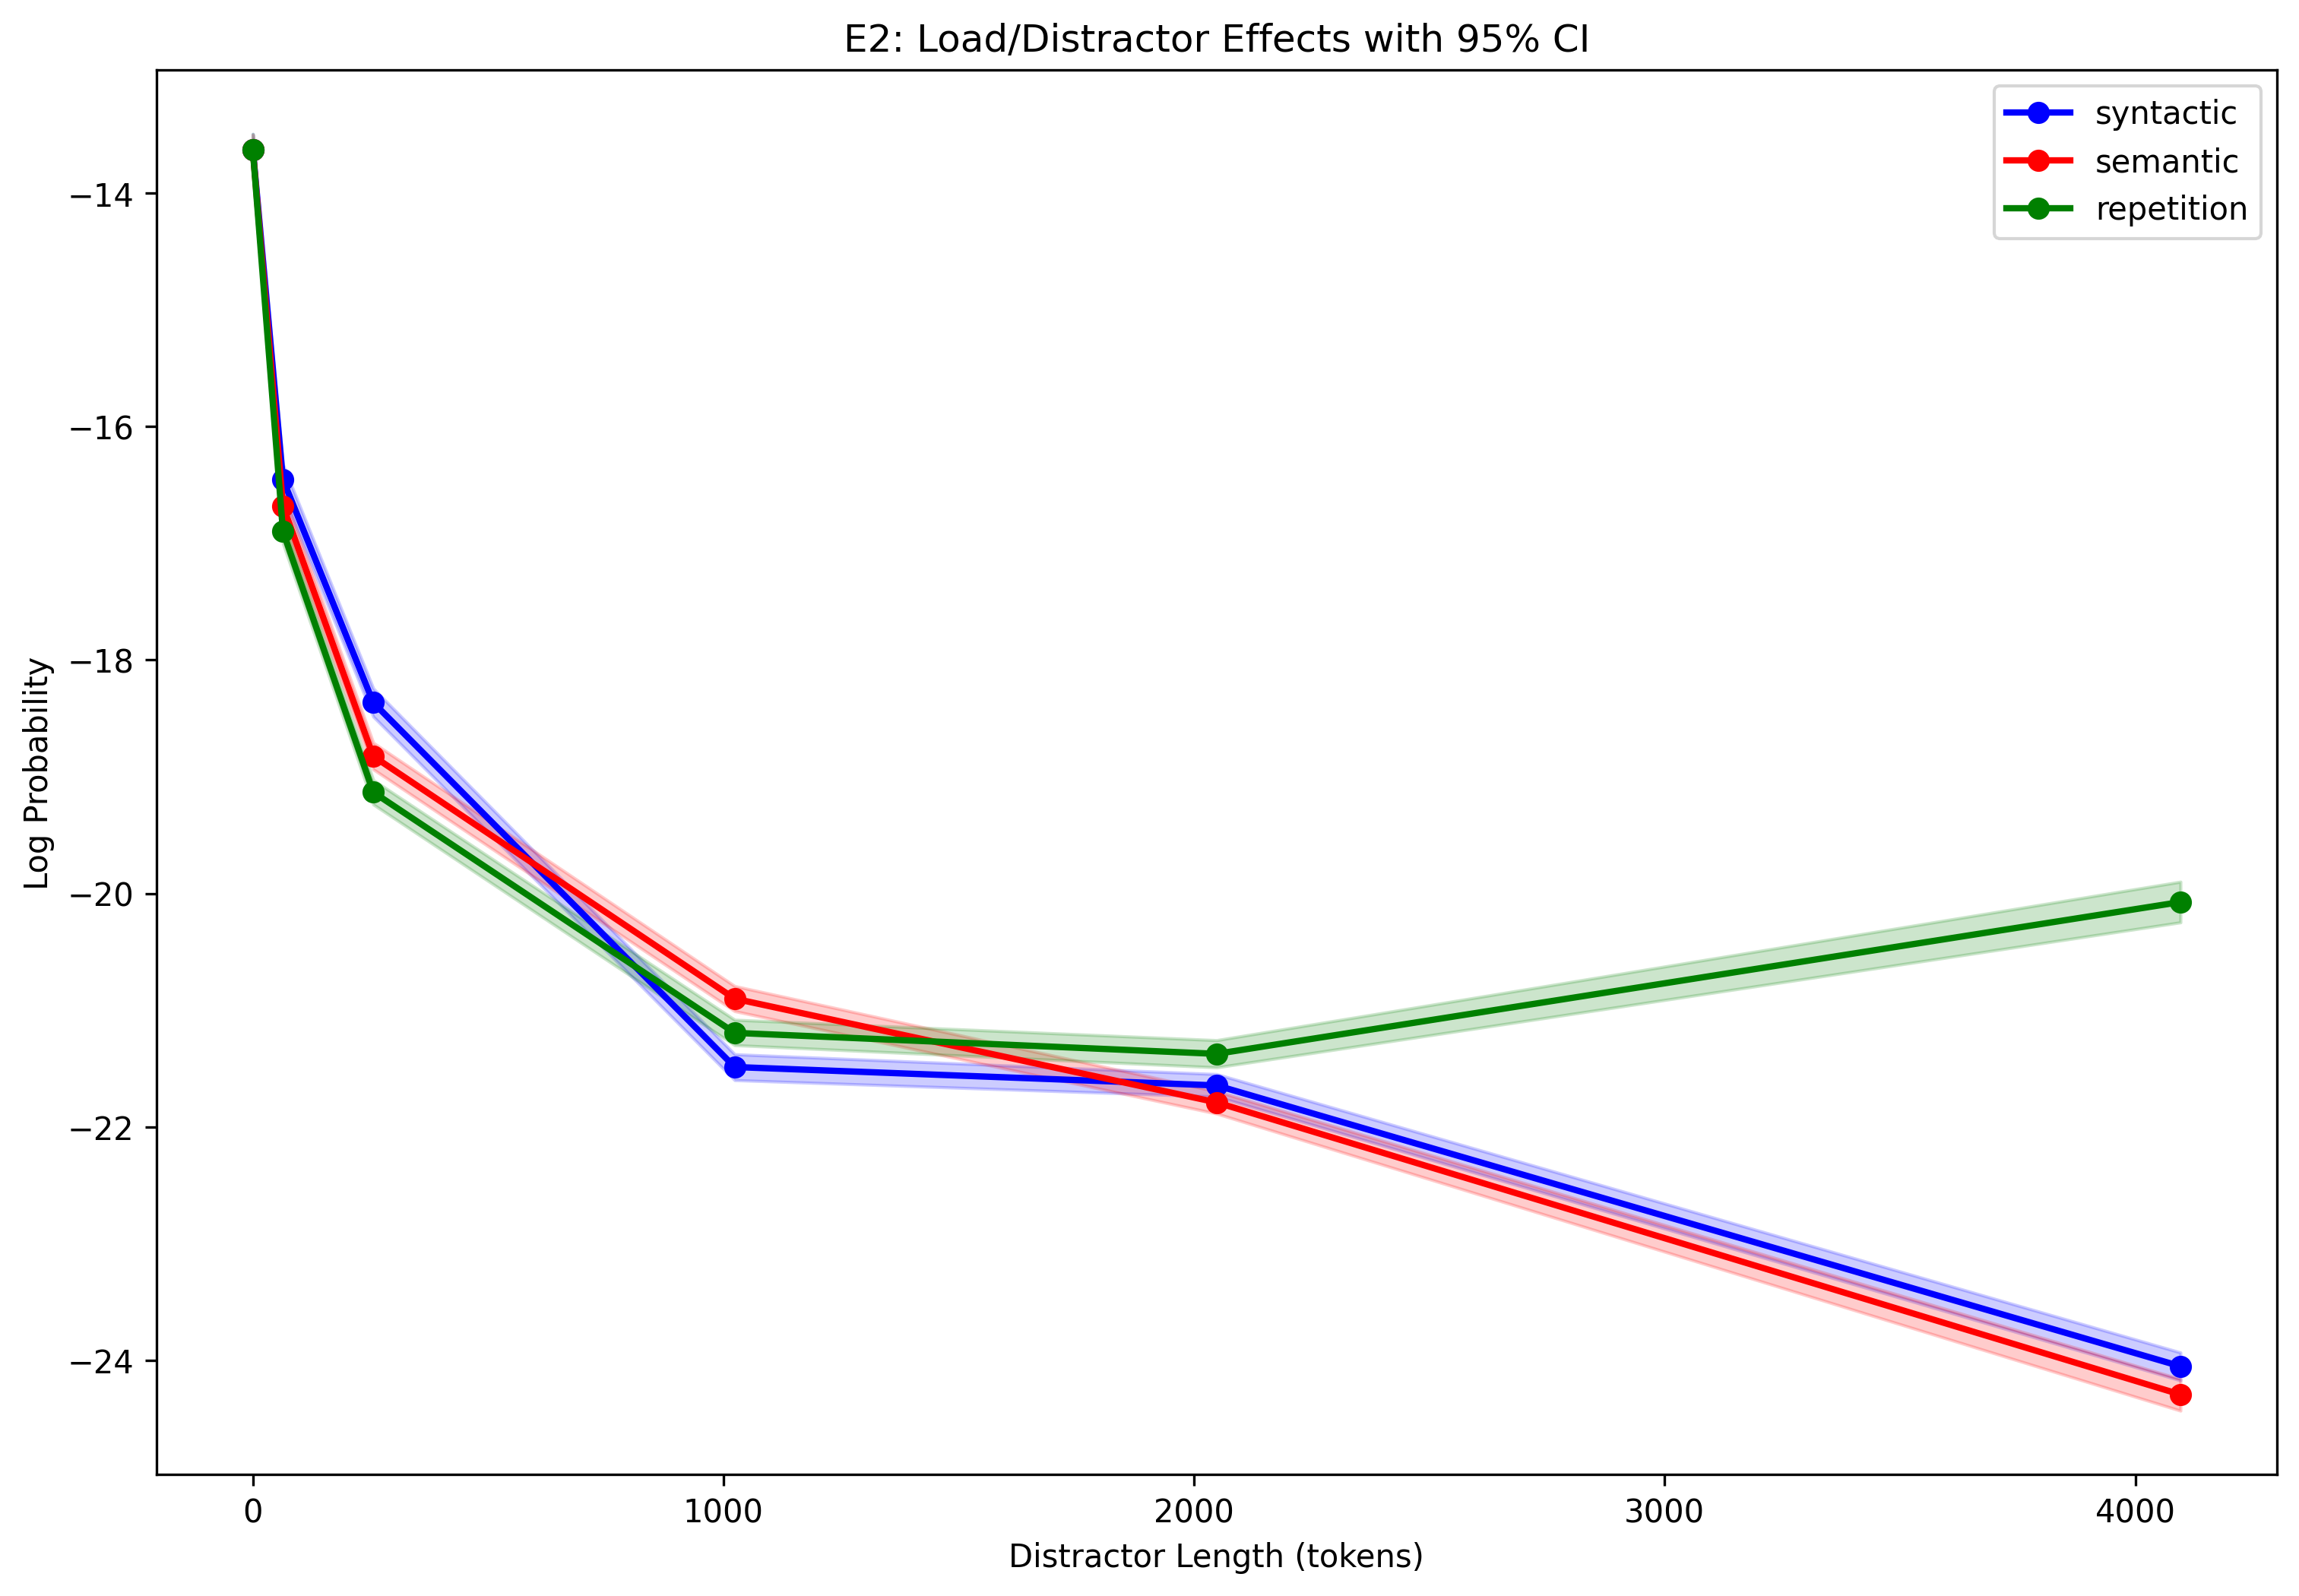 E2: Load/Distractor Effects with 95% CI
syntactic
semantic
repetition
−14
−16
−18
−20
−22
−24
Log Probability
0 1000 2000 3000 4000
Distractor Length (tokens)